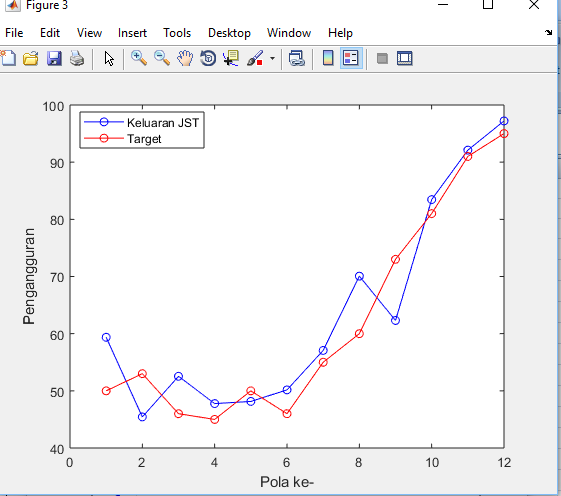 Figure 3
File Edit View Insert Tools Desktop Window Help
Keluaran JST
Target
100
90
80
70
60
50
40
Pengangguran
0 2 4 6 8 10 12
Pola ke-